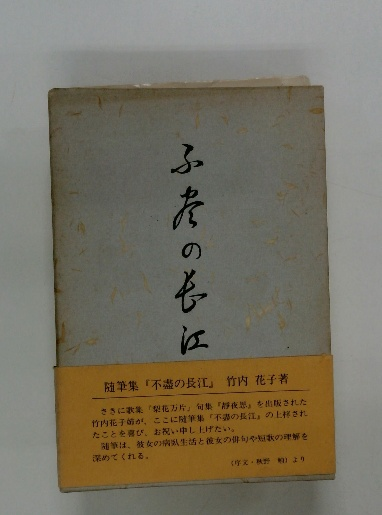 不尽の長江
随筆集『不盡の長江』 竹内 花子著
さきに歌集『梨花万片』句集『靜夜思』を出版された
竹内花子姉が、ここに随筆集『不盡の長江』の上梓され
たことを喜び、お祝い申し上げたい。
随筆は、彼女の病臥生活と彼女の俳句や短歌の理解を
深めてくれる。
(序文・秋野 頼)より